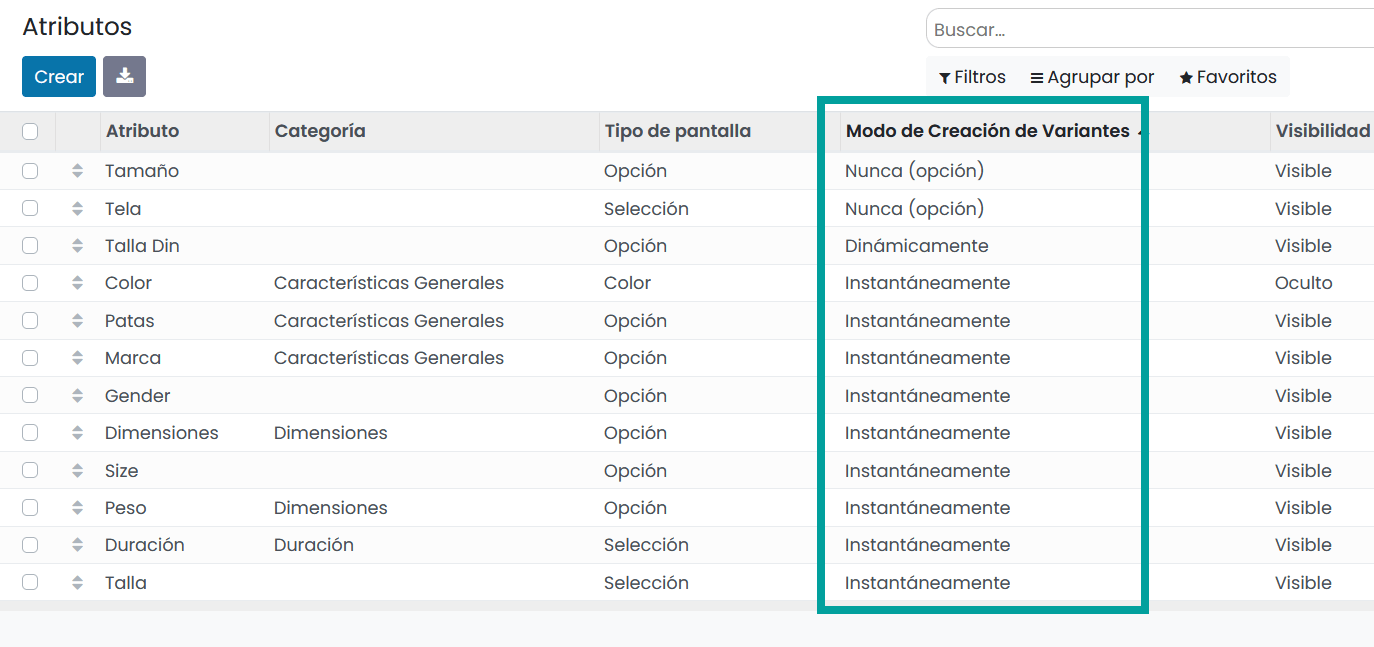 Atributos
Buscar...
Crear
Filtros Agrupar por Favoritos
Atributo Categoría Tipo de pantalla Modo de Creación de Variantes Visibilidad
Tamaño Opción Nunca (opción) Visible
Tela Selección Nunca (opción) Visible
Talla Din Opción Dinámicamente Visible
Color Características Generales Color Instantáneamente Oculto
Patas Características Generales Opción Instantáneamente Visible
Marca Características Generales Opción Instantáneamente Visible
Gender Opción Instantáneamente Visible
Dimensiones Dimensiones Opción Instantáneamente Visible
Size Opción Instantáneamente Visible
Peso Dimensiones Opción Instantáneamente Visible
Duración Duración Selección Instantáneamente Visible
Talla Selección Instantáneamente Visible